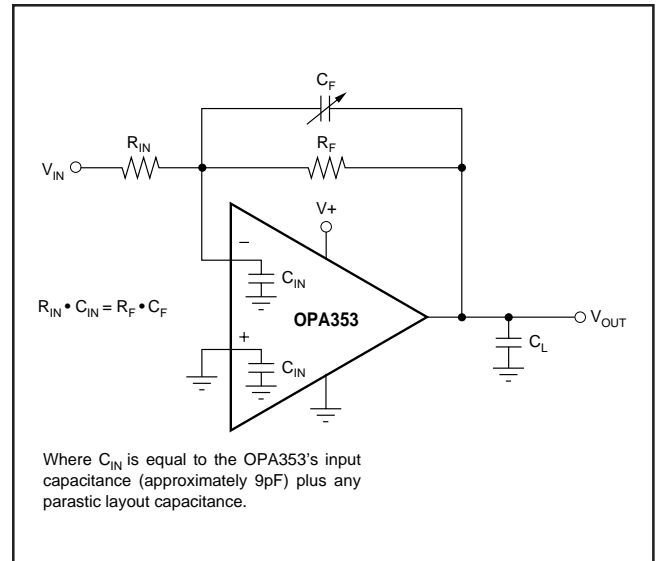 C_F
R_IN
R_F
V_IN
V+
−
C_IN
OPA353
R_IN • C_IN = R_F • C_F
+
C_IN
V_OUT
C_L
Where C_IN is equal to the OPA353's input
capacitance (approximately 9pF) plus any
parastic layout capacitance.